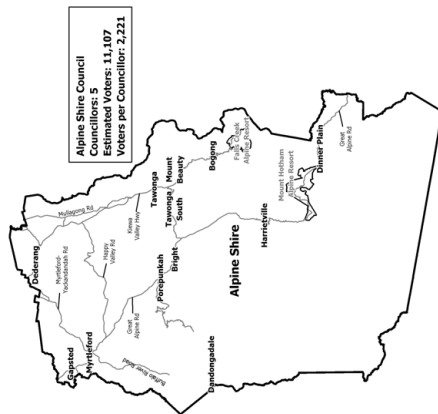 Alpine Shire Council
Councillors: 5
Estimated Voters: 11,107
Voters per Councillor: 2,221
Dederang
Mullagong Rd
Myrtleford-
Yackandandah Rd
Gapsted
Myrtleford
Happy
Valley Rd
Kiewa
Valley Hwy
Tawonga
Tawonga
South
Mount
Beauty
Bogong
Falls Creek
Alpine Resort
Porepunkah
Bright
Great
Alpine Rd
Buffalo River Road
Dandongadale
Alpine Shire
Harrietville
Mount Hotham
Alpine Resort
Dinner Plain
Great
Alpine Rd